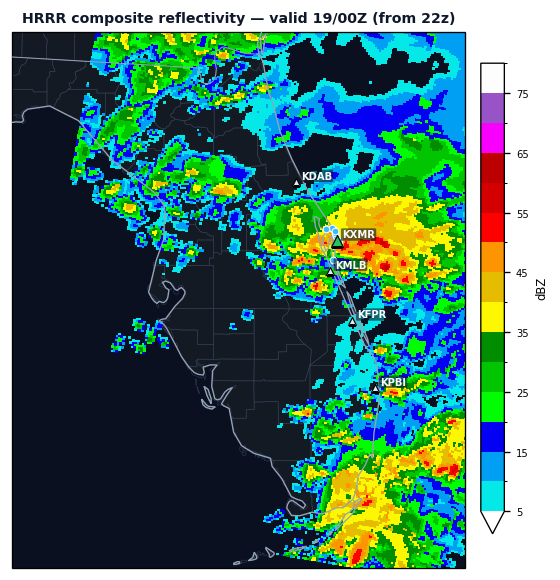 HRRR composite reflectivity — valid 19/00Z (from 22z)
KDAB
KXMR
KMLB
KFPR
KPBI
75
65
55
45
35
25
15
5
dBZ